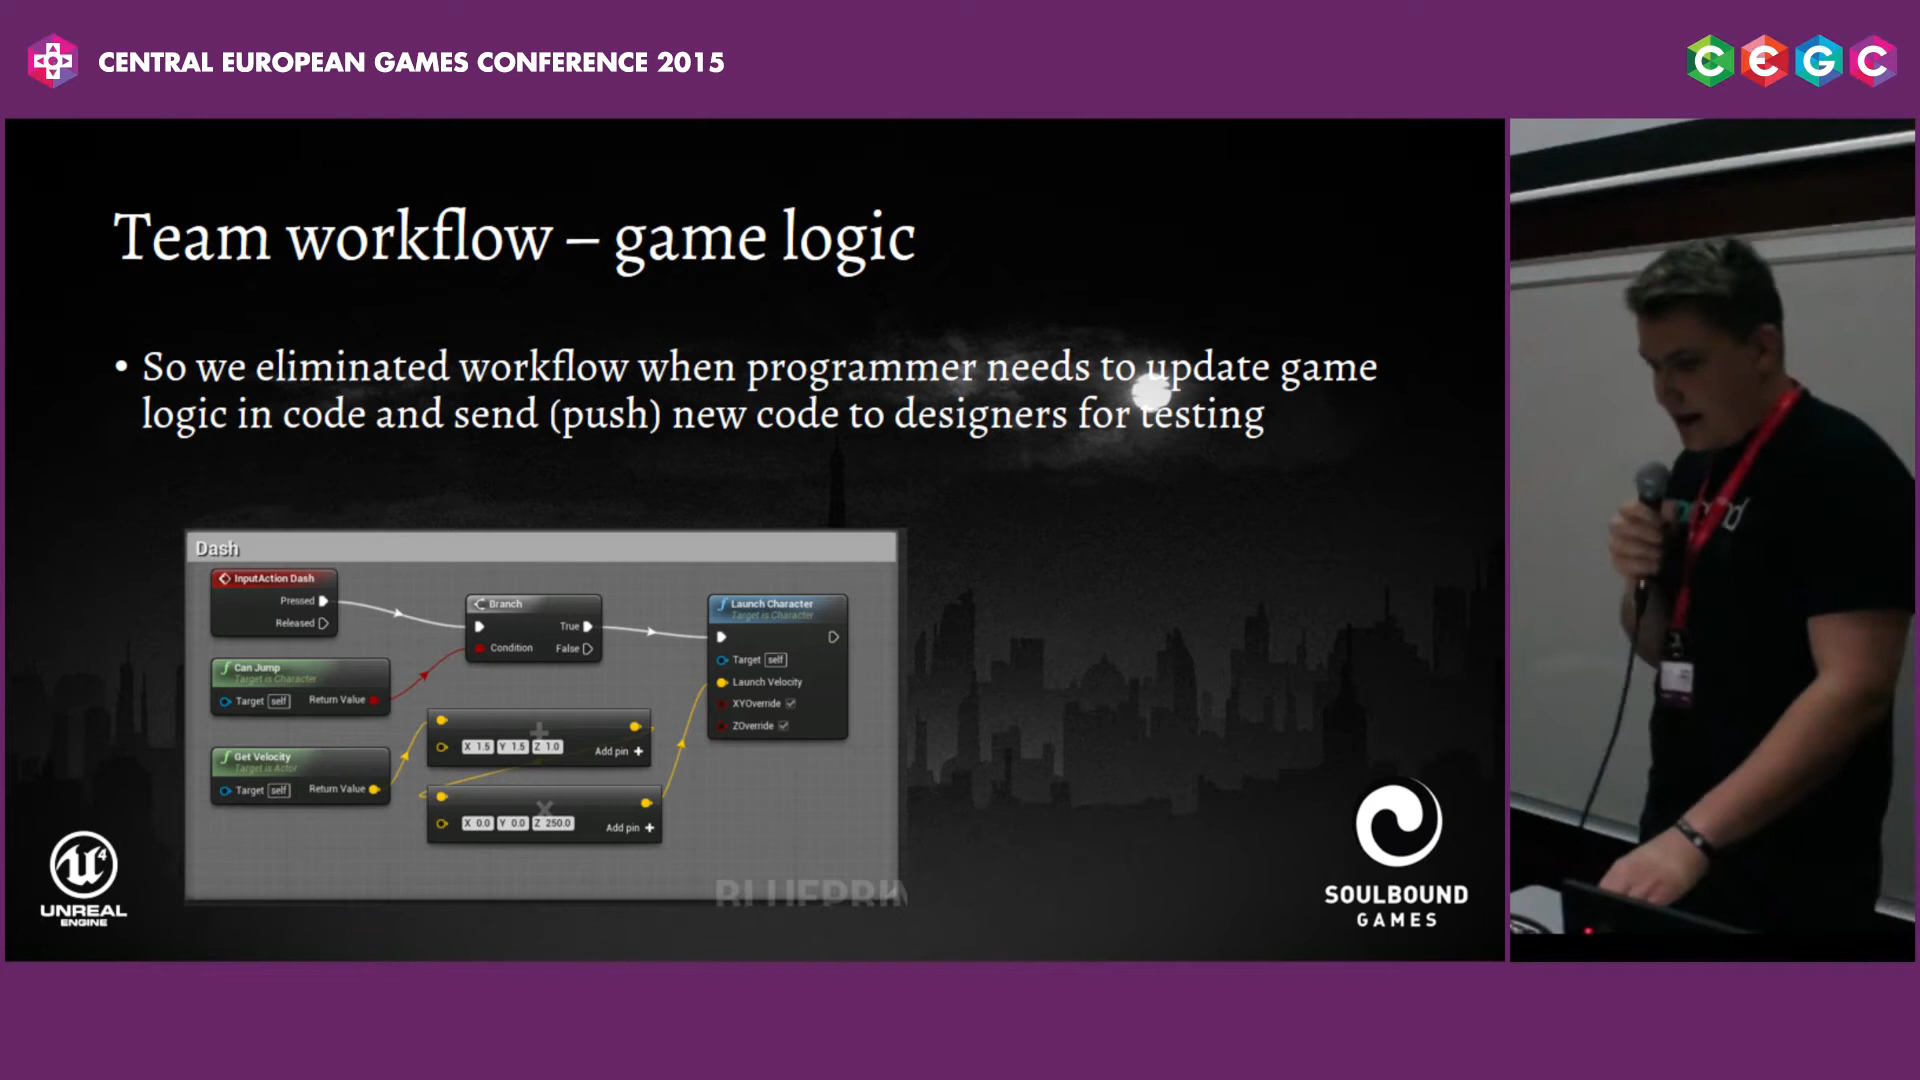 CENTRAL EUROPEAN GAMES CONFERENCE 2015
C E G C
Team workflow – game logic
• So we eliminated workflow when programmer needs to update game
logic in code and send (push) new code to designers for testing
Dash
InputAction Dash
Pressed
Released
Branch
True
Condition
False
Launch Character
Target is Character
Target self
Launch Velocity
XYOverride
ZOverride
Can Jump
Target is Character
Target self Return Value
Get Velocity
Target is Actor
Target self Return Value
+
X 1.5 Y 1.5 Z 1.0
Add pin +
×
X 0.0 Y 0.0 Z 250.0
Add pin +
BLUEPRIN
U 4
UNREAL
ENGINE
SOULBOUND
GAMES